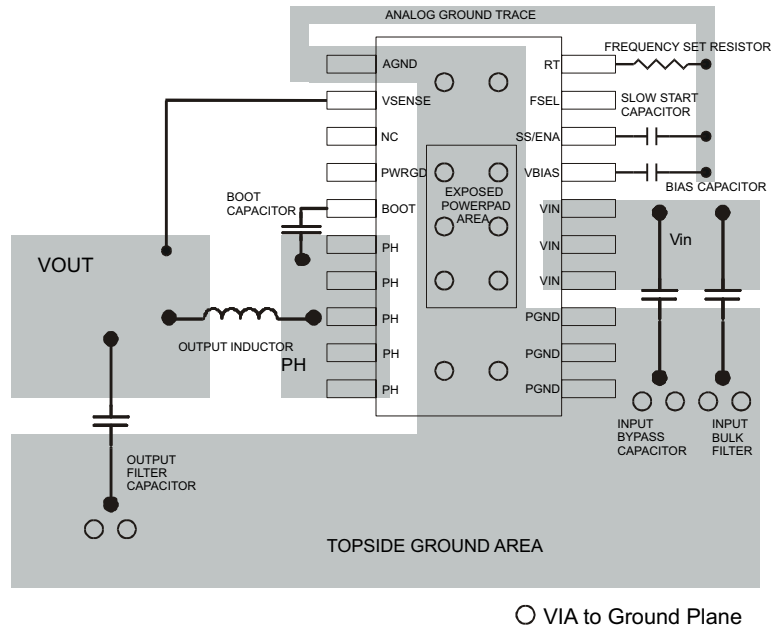 ANALOG GROUND TRACE
AGND
RT
FREQUENCY SET RESISTOR
VSENSE
FSEL
SLOW START
CAPACITOR
NC
SS/ENA
PWRGD
VBIAS
BIAS CAPACITOR
EXPOSED
POWERPAD
AREA
BOOT
CAPACITOR
BOOT
VIN
PH
VIN
Vin
VOUT
PH
VIN
PH
PGND
OUTPUT INDUCTOR
PH
PH
PGND
PH
PGND
INPUT
BYPASS
CAPACITOR
INPUT
BULK
FILTER
OUTPUT
FILTER
CAPACITOR
TOPSIDE GROUND AREA
VIA to Ground Plane